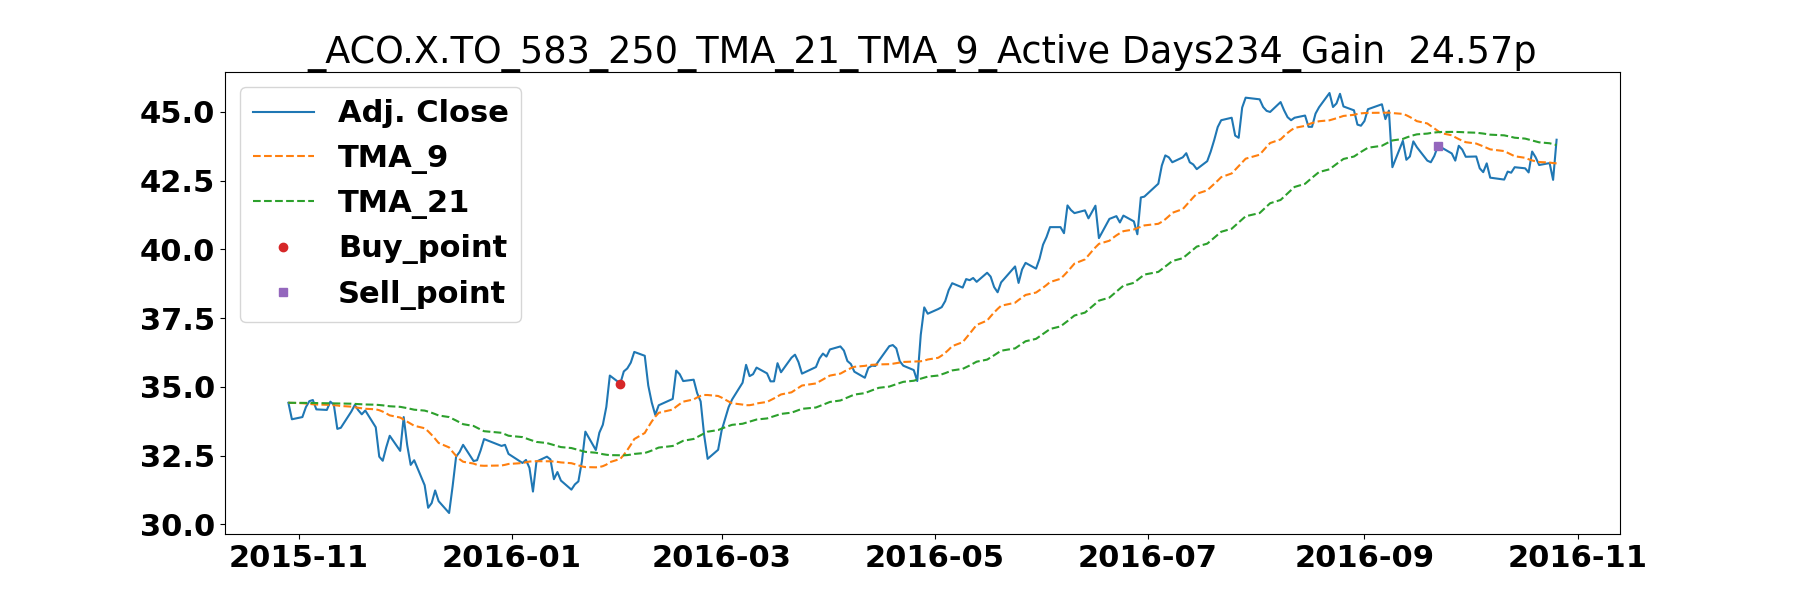 _ACO.X.TO_583_250_TMA_21_TMA_9_Active Days234_Gain  24.57p
45.0
42.5
40.0
37.5
35.0
32.5
30.0
Adj. Close
TMA_9
TMA_21
Buy_point
Sell_point
2015-11 2016-01 2016-03 2016-05 2016-07 2016-09 2016-11